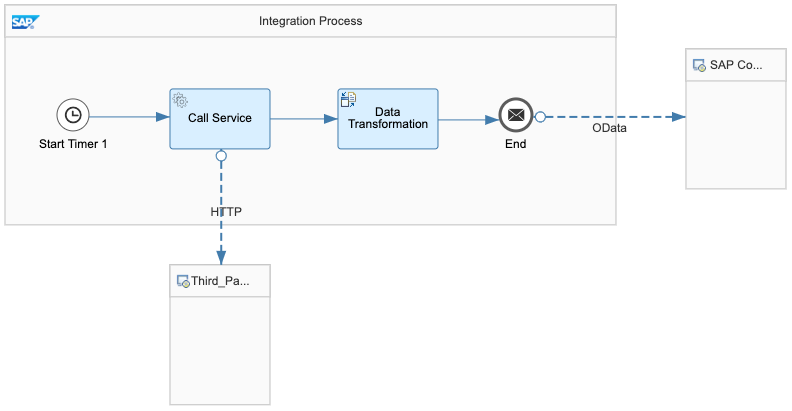 SAP
Integration Process
SAP Co...
Call Service
Data
Transformation
Start Timer 1
End
OData
HTTP
Third_Pa...